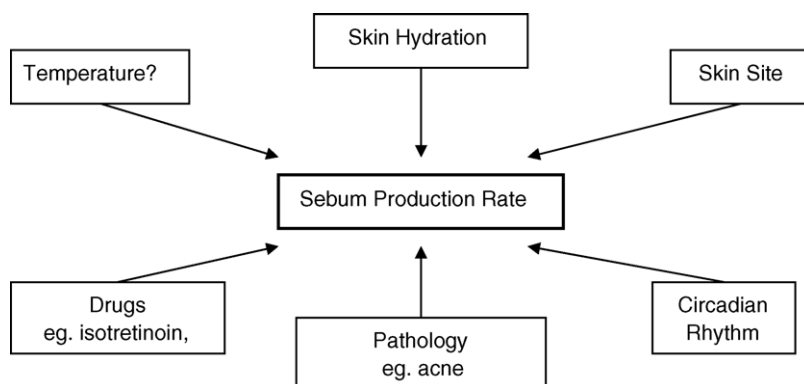 Skin Hydration
Temperature?
Skin Site
Sebum Production Rate
Drugs
eg. isotretinoin,
Pathology
eg. acne
Circadian
Rhythm